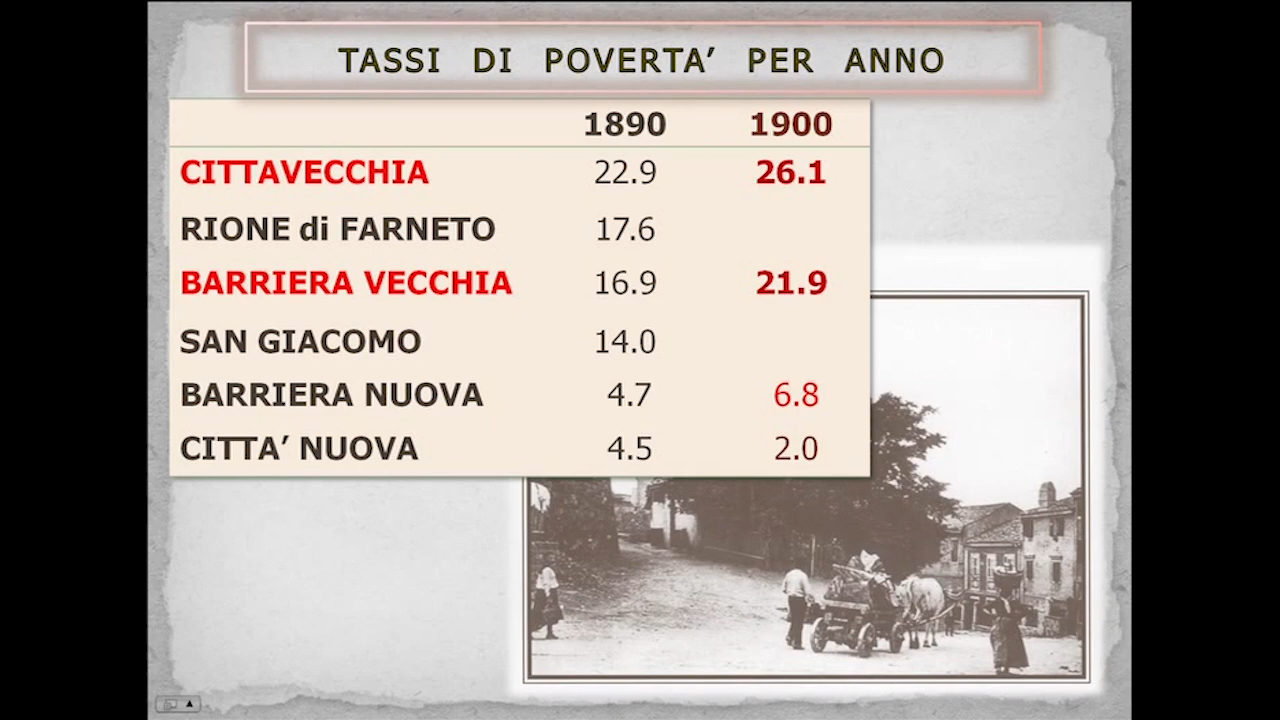 TASSI DI POVERTA’ PER ANNO
1890 1900
CITTAVECCHIA 22.9 26.1
RIONE di FARNETO 17.6
BARRIERA VECCHIA 16.9 21.9
SAN GIACOMO 14.0
BARRIERA NUOVA 4.7 6.8
CITTA’ NUOVA 4.5 2.0